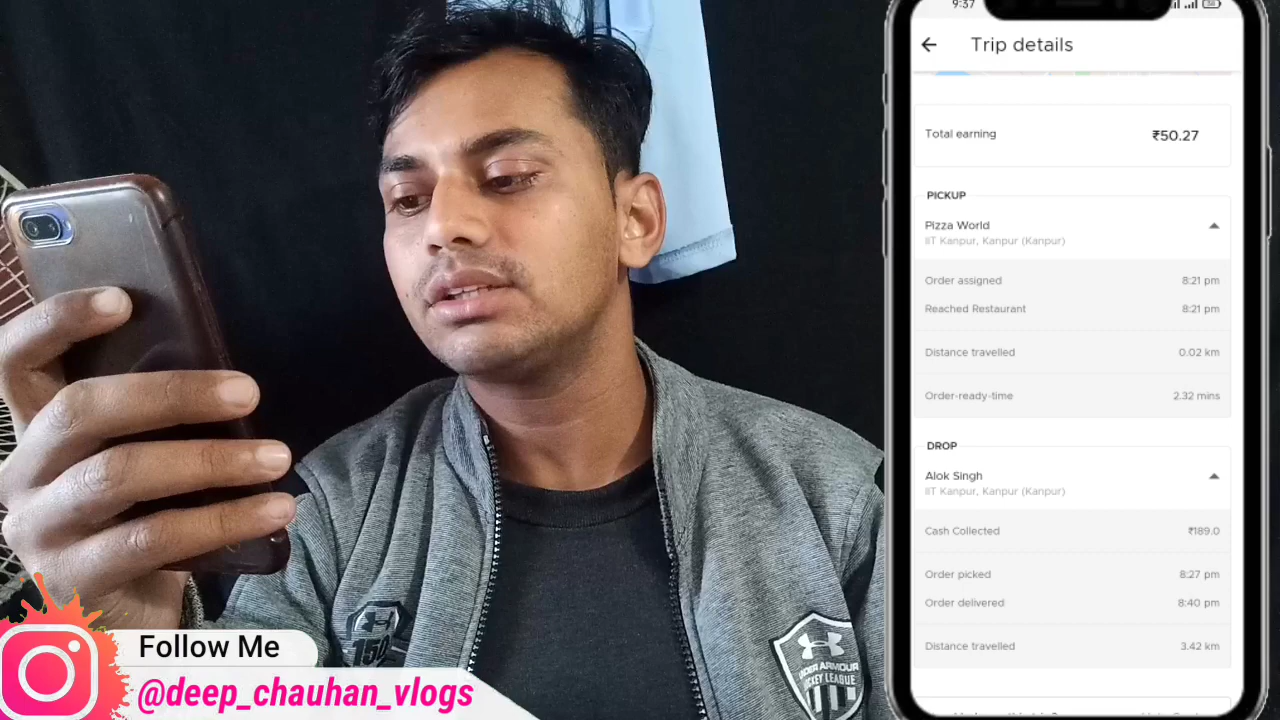 9:37
Trip details
Total earning ₹50.27
PICKUP
Pizza World
IIT Kanpur, Kanpur (Kanpur)
Order assigned 8:21 pm
Reached Restaurant 8:21 pm
Distance travelled 0.02 km
Order-ready-time 2.32 mins
DROP
Alok Singh
IIT Kanpur, Kanpur (Kanpur)
Cash Collected ₹189.0
Order picked 8:27 pm
Order delivered 8:40 pm
Distance travelled 3.42 km
Follow Me
@deep_chauhan_vlogs
150
UNDER ARMOUR
HOCKEY LEAGUE